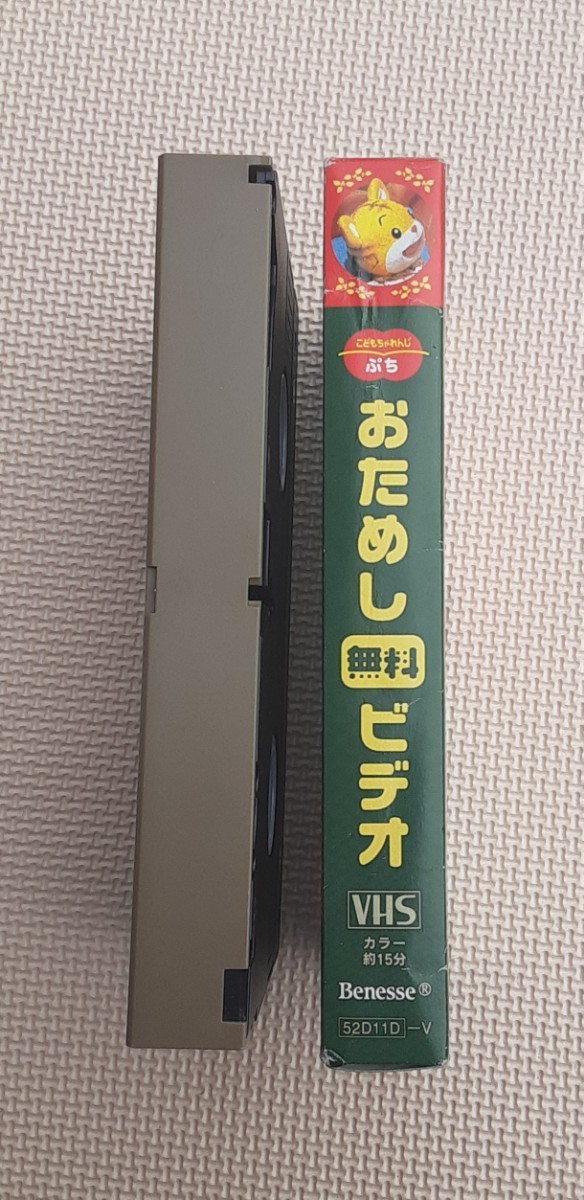 こどもちゃれんじ
ぷち
おためし無料ビデオ
VHS
カラー
約15分
Benesse®
52D11D-V